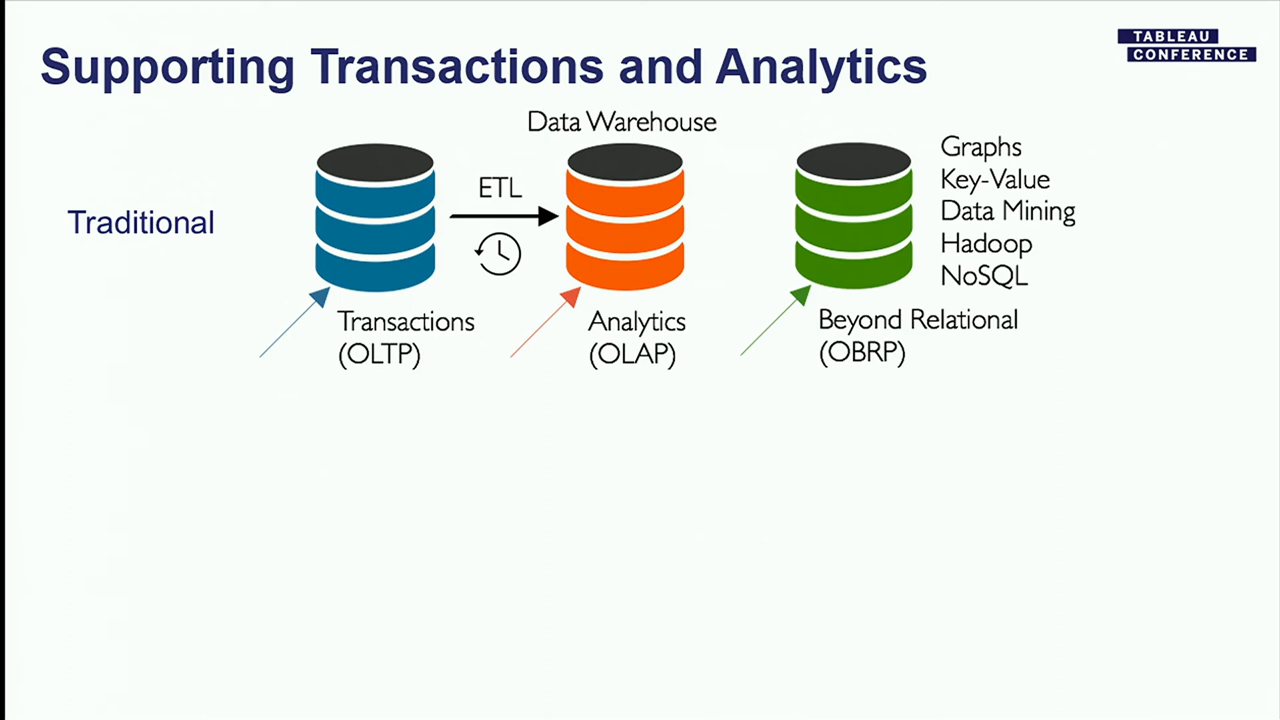 Supporting Transactions and Analytics
TABLEAU
CONFERENCE
Data Warehouse
Traditional
ETL
Graphs
Key-Value
Data Mining
Hadoop
NoSQL
Transactions
(OLTP)
Analytics
(OLAP)
Beyond Relational
(OBRP)